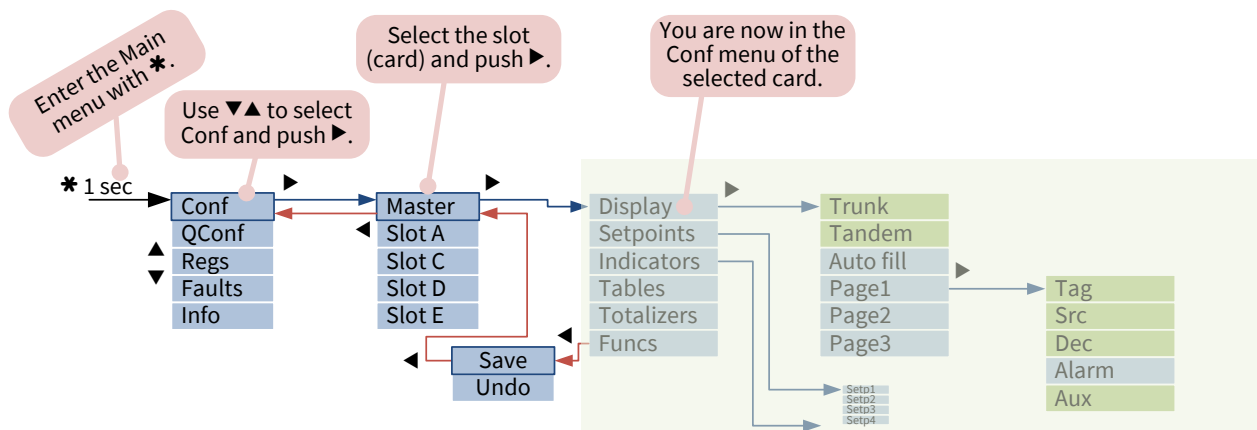 Enter the Main
menu with ✱.
Use ▼▲ to select
Conf and push ▶.
Select the slot
(card) and push ▶.
You are now in the
Conf menu of the
selected card.
✱ 1 sec
Conf
QConf
Regs
Faults
Info
Master
Slot A
Slot C
Slot D
Slot E
Save
Undo
Display
Setpoints
Indicators
Tables
Totalizers
Funcs
Trunk
Tandem
Auto fill
Page1
Page2
Page3
Setp1
Setp2
Setp3
Setp4
Tag
Src
Dec
Alarm
Aux